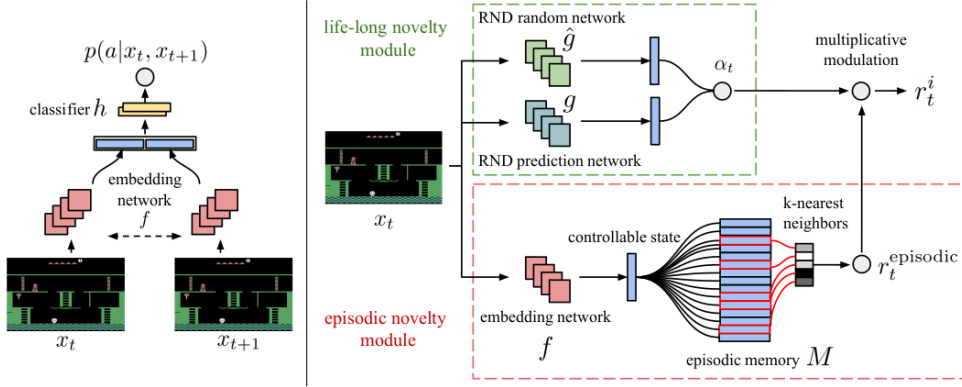 p(a|x_t, x_{t+1})
classifier h
embedding
network
f
x_t
x_{t+1}
life-long novelty
module
RND random network
ĝ
g
RND prediction network
α_t
multiplicative
modulation
r_t^i
x_t
episodic novelty
module
embedding network
f
controllable state
k-nearest
neighbors
r_t^{episodic}
episodic memory M